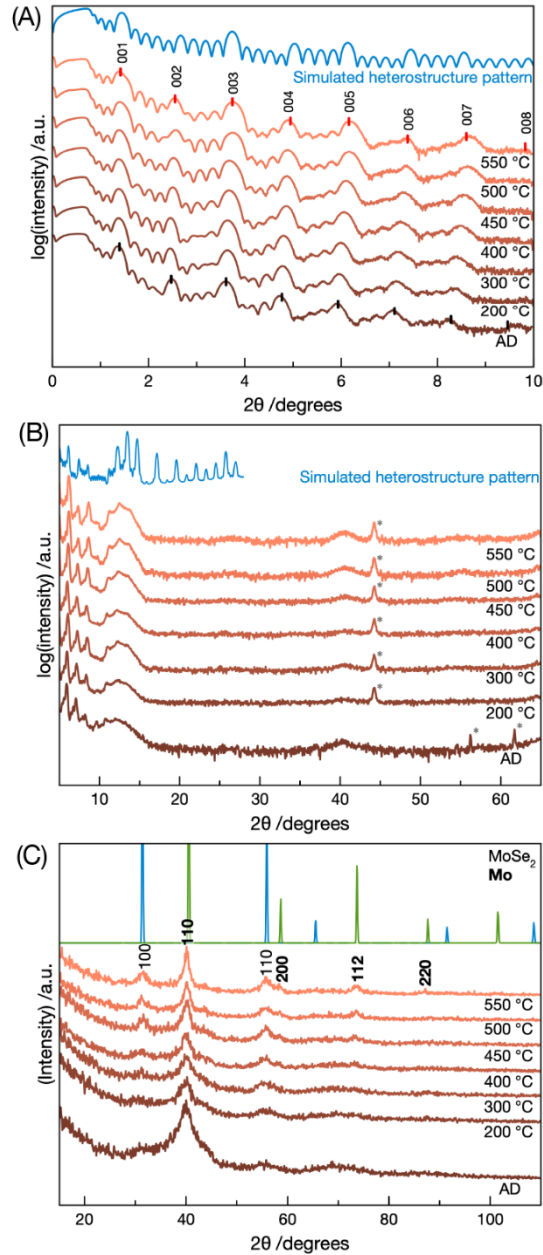 (A)
Simulated heterostructure pattern
001
002
003
004
005
006
007
008
550 °C
500 °C
450 °C
400 °C
300 °C
200 °C
AD
log(intensity) /a.u.
0 2 4 6 8 10
2θ /degrees
(B)
Simulated heterostructure pattern
*
550 °C
*
500 °C
*
450 °C
*
400 °C
*
300 °C
*
200 °C
* *
AD
log(intensity) /a.u.
10 20 30 40 50 60
2θ /degrees
(C)
MoSe₂
Mo
100
110
110
200
112
220
550 °C
500 °C
450 °C
400 °C
300 °C
200 °C
AD
(Intensity) /a.u.
20 40 60 80 100
2θ /degrees